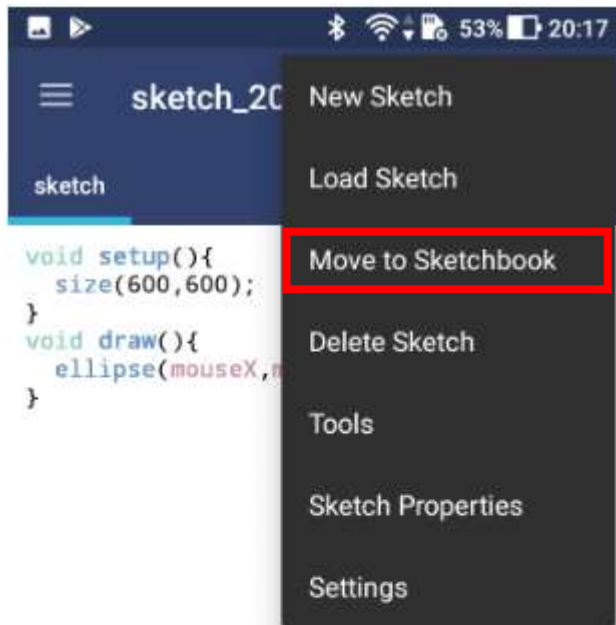 53% 20:17
sketch_20
New Sketch
sketch
Load Sketch
void setup(){
size(600,600);
}
void draw(){
ellipse(mouseX,m
}
Move to Sketchbook
Delete Sketch
Tools
Sketch Properties
Settings